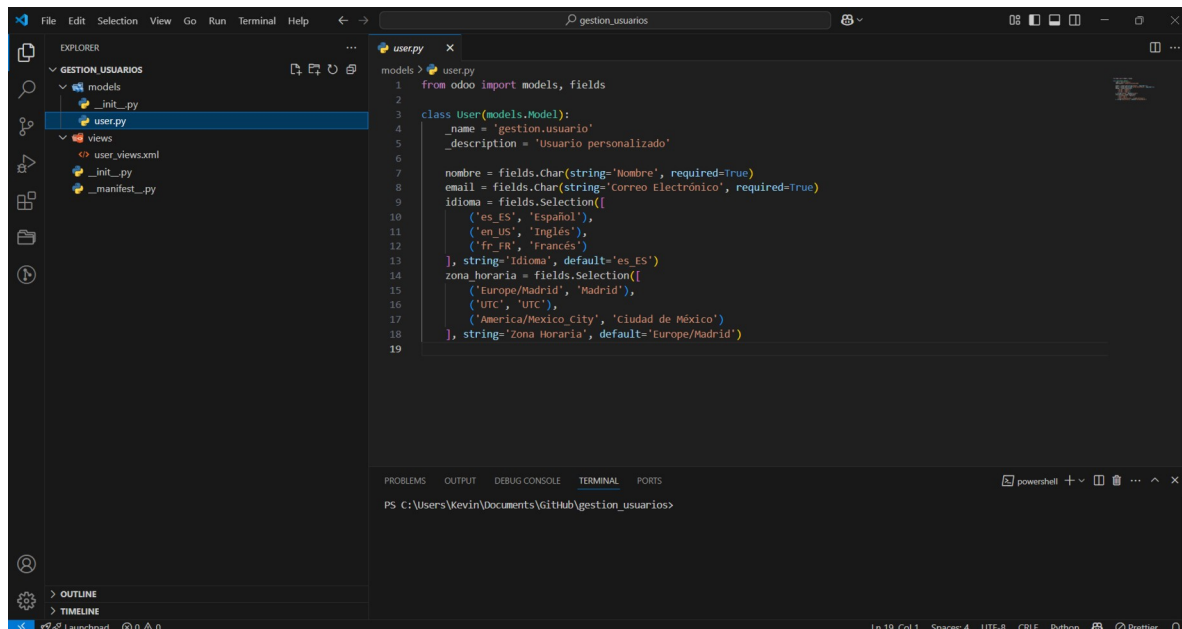 File Edit Selection View Go Run Terminal Help
gestion_usuarios
EXPLORER
GESTION_USUARIOS
models
__init__.py
user.py
views
user_views.xml
__init__.py
__manifest__.py
OUTLINE
TIMELINE
user.py
models > user.py
1 from odoo import models, fields
2
3 class User(models.Model):
4 _name = 'gestion.usuario'
5 _description = 'Usuario personalizado'
6
7 nombre = fields.Char(string='Nombre', required=True)
8 email = fields.Char(string='Correo Electrónico', required=True)
9 idioma = fields.Selection([
10 ('es_ES', 'Español'),
11 ('en_US', 'Inglés'),
12 ('fr_FR', 'Francés')
13 ], string='Idioma', default='es_ES')
14 zona_horaria = fields.Selection([
15 ('Europe/Madrid', 'Madrid'),
16 ('UTC', 'UTC'),
17 ('America/Mexico_City', 'Ciudad de México')
18 ], string='Zona Horaria', default='Europe/Madrid')
19
PROBLEMS OUTPUT DEBUG CONSOLE TERMINAL PORTS
powershell
PS C:\Users\Kevin\Documents\GitHub\gestion_usuarios>
Launchpad 0 0 0
Ln 19, Col 1 Spaces: 4 UTF-8 CRLF Python Prettier